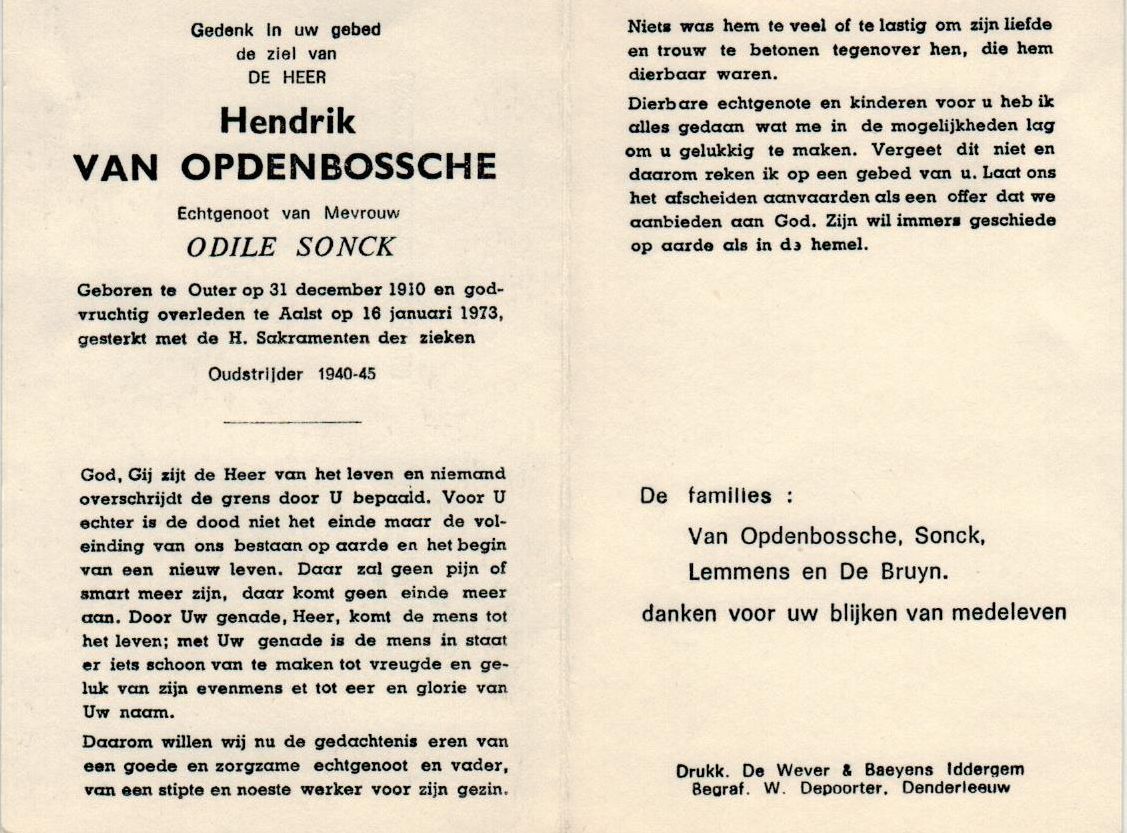 Gedenk in uw gebed
de ziel van
DE HEER
Hendrik
VAN OPDENBOSSCHE
Echtgenoot van Mevrouw
ODILE SONCK
Geboren te Outer op 31 december 1910 en god-
vruchtig overleden te Aalst op 16 januari 1973,
gesterkt met de H. Sakramenten der zieken
Oudstrijder 1940-45
God, Gij zijt de Heer van het leven en niemand
overschrijdt de grens door U bepaald. Voor U
echter is de dood niet het einde maar de vol-
einding van ons bestaan op aarde en het begin
van een nieuw leven. Daar zal geen pijn of
smart meer zijn, daar komt geen einde meer
aan. Door Uw genade, Heer, komt de mens tot
het leven; met Uw genade is de mens in staat
er iets schoon van te maken tot vreugde en ge-
luk van zijn evenmens et tot eer en glorie van
Uw naam.
Daarom willen wij nu de gedachtenis eren van
een goede en zorgzame echtgenoot en vader,
van een stipte en noeste werker voor zijn gezin.
Niets was hem te veel of te lastig om zijn liefde
en trouw te betonen tegenover hen, die hem
dierbaar waren.
Dierbare echtgenote en kinderen voor u heb ik
alles gedaan wat me in de mogelijkheden lag
om u gelukkig te maken. Vergeet dit niet en
daarom reken ik op een gebed van u. Laat ons
het afscheiden aanvaarden als een offer dat we
aanbieden aan God. Zijn wil immers geschiede
op aarde als in de hemel.
De families :
Van Opdenbossche, Sonck,
Lemmens en De Bruyn.
danken voor uw blijken van medeleven
Drukk. De Wever & Baeyens Iddergem
Begraf. W. Depoorter, Denderleeuw